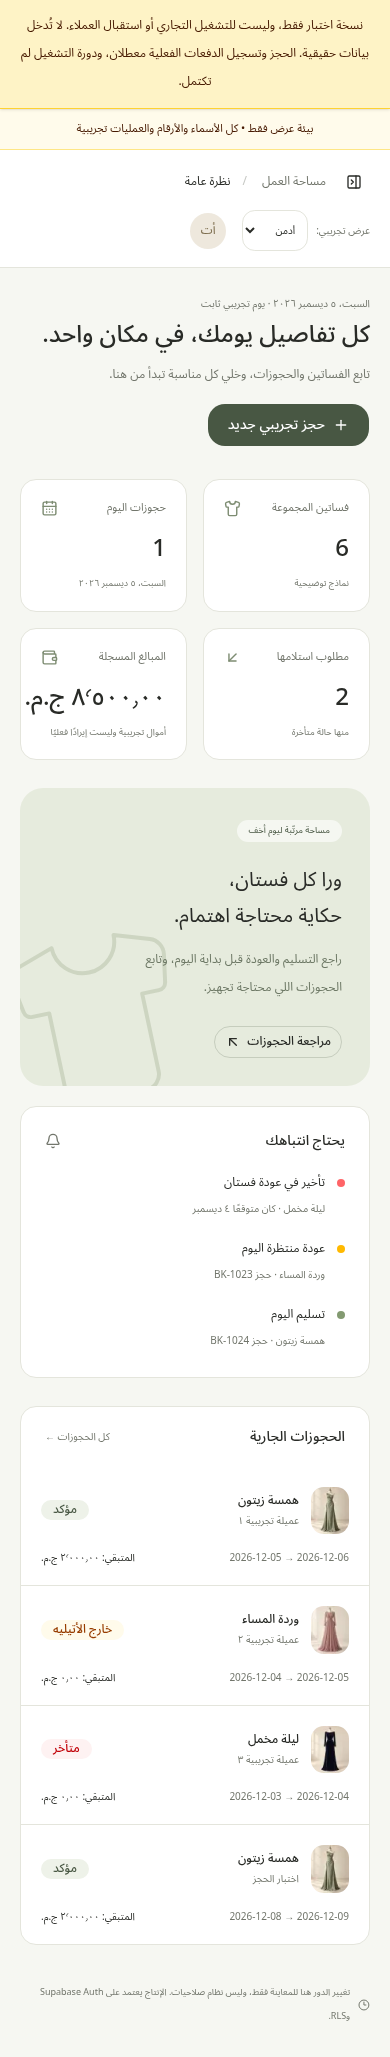 نسخة اختبار فقط، وليست للتشغيل التجاري أو استقبال العملاء. لا تُدخل
بيانات حقيقية. الحجز وتسجيل الدفعات الفعلية معطلان، ودورة التشغيل لم
تكتمل.
بيئة عرض فقط • كل الأسماء والأرقام والعمليات تجريبية
مساحة العمل / نظرة عامة
عرض تجريبي: أدمن أت
السبت، ٥ ديسمبر ٢٠٢٦ · يوم تجريبي ثابت
كل تفاصيل يومك، في مكان واحد.
تابع الفساتين والحجوزات، وخلي كل مناسبة تبدأ من هنا.
+ حجز تجريبي جديد
فساتين المجموعة
6
نماذج توضيحية
حجوزات اليوم
1
السبت، ٥ ديسمبر ٢٠٢٦
مطلوب استلامها
2
منها حالة متأخرة
المبالغ المسجلة
٨٬٥٠٠٫٠٠ ج.م.
أموال تجريبية وليست إيرادًا فعليًا
مساحة مرتّبة ليوم أخف
ورا كل فستان،
حكاية محتاجة اهتمام.
راجع التسليم والعودة قبل بداية اليوم، وتابع
الحجوزات اللي محتاجة تجهيز.
مراجعة الحجوزات
يحتاج انتباهك
تأخير في عودة فستان
ليلة مخمل · كان متوقعًا ٤ ديسمبر
عودة منتظرة اليوم
وردة المساء · حجز BK-1023
تسليم اليوم
همسة زيتون · حجز BK-1024
الحجوزات الجارية
كل الحجوزات ←
همسة زيتون
عميلة تجريبية ١
مؤكد
2026-12-05 → 2026-12-06
المتبقي: ٢٬٠٠٠٫٠٠ ج.م.
وردة المساء
عميلة تجريبية ٢
خارج الأتيليه
2026-12-04 → 2026-12-05
المتبقي: ٠٫٠٠ ج.م.
ليلة مخمل
عميلة تجريبية ٣
متأخر
2026-12-03 → 2026-12-04
المتبقي: ٠٫٠٠ ج.م.
همسة زيتون
اختبار الحجز
مؤكد
2026-12-08 → 2026-12-09
المتبقي: ٢٬٠٠٠٫٠٠ ج.م.
تغيير الدور هنا للمعاينة فقط، وليس نظام صلاحيات. الإنتاج يعتمد على Supabase Auth
وRLS.